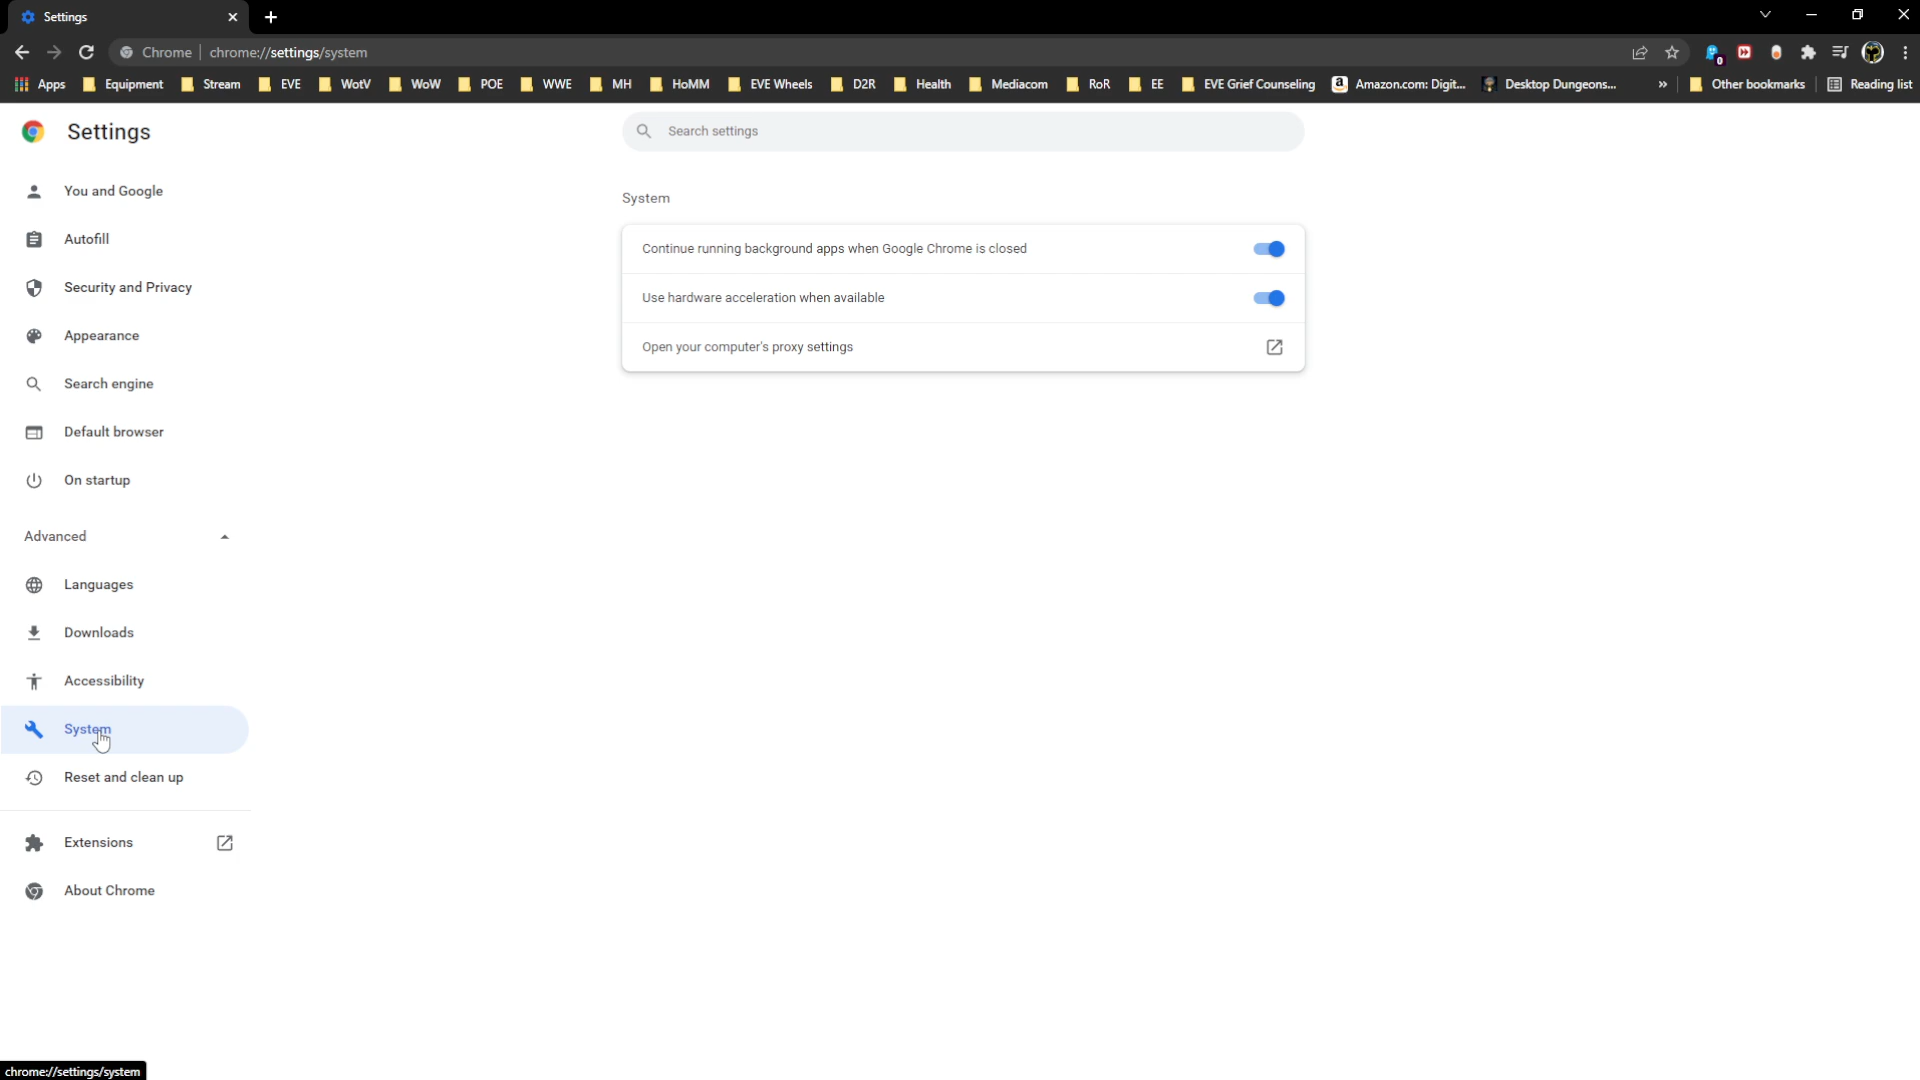 Settings
Chrome | chrome://settings/system
0
Apps Equipment Stream EVE WotV WoW POE WWE MH HoMM EVE Wheels D2R Health Mediacom RoR EE EVE Grief Counseling Amazon.com: Digit... Desktop Dungeons... » Other bookmarks Reading list
Settings
Search settings
You and Google
Autofill
Security and Privacy
Appearance
Search engine
Default browser
On startup
Advanced
Languages
Downloads
Accessibility
System
Reset and clean up
Extensions
About Chrome
System
Continue running background apps when Google Chrome is closed
Use hardware acceleration when available
Open your computer's proxy settings
chrome://settings/system